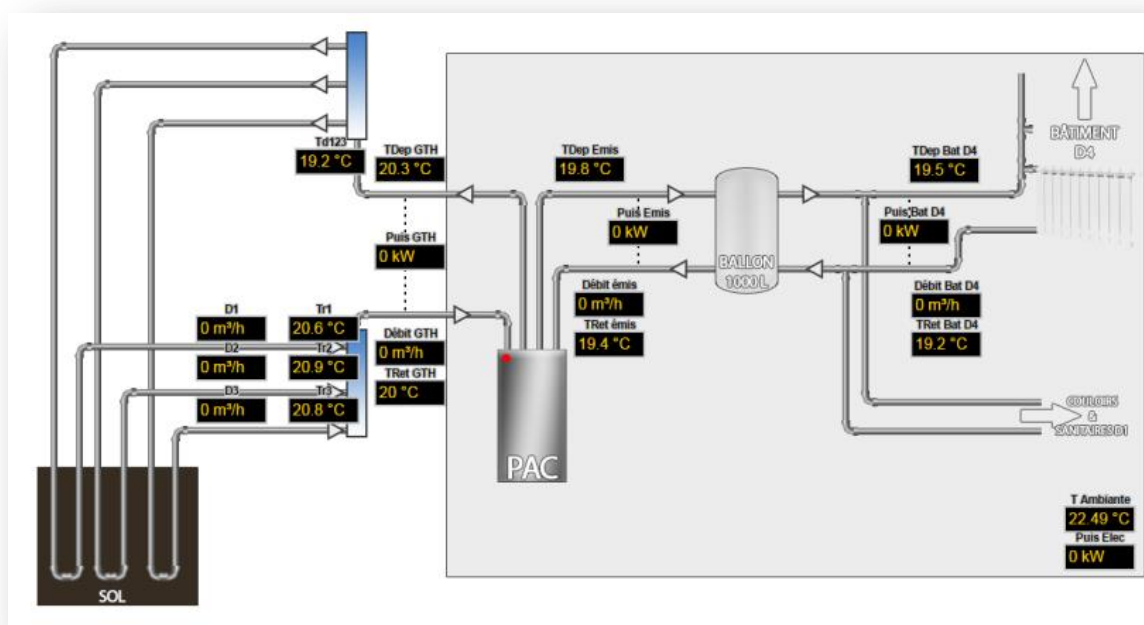 Td123
19.2 °C
TDep GTH
20.3 °C
TDep Emis
19.8 °C
TDep Bat D4
19.5 °C
BÂTIMENT
D4
Puis GTH
0 kW
Puis Emis
0 kW
Puis Bat D4
0 kW
BALLON
1000 L
D1
0 m³/h
Tr1
20.6 °C
D2
0 m³/h
Tr2
20.9 °C
D3
0 m³/h
Tr3
20.8 °C
Débit GTH
0 m³/h
TRet GTH
20 °C
Débit émis
0 m³/h
TRet émis
19.4 °C
Débit Bat D4
0 m³/h
TRet Bat D4
19.2 °C
COULOIRS
&
SANITAIRES D1
PAC
SOL
T Ambiante
22.49 °C
Puis Elec
0 kW